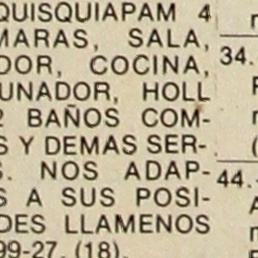 QUISQUIAPAM 4
MARAS, SALA,
DOR, COCINA,
UNADOR, HOLL
2 BAÑOS COM-
S Y DEMAS SER-
S. NOS ADAP-
S A SUS POSI-
DES LLAMENOS
99-27. (18).
34.
44.-